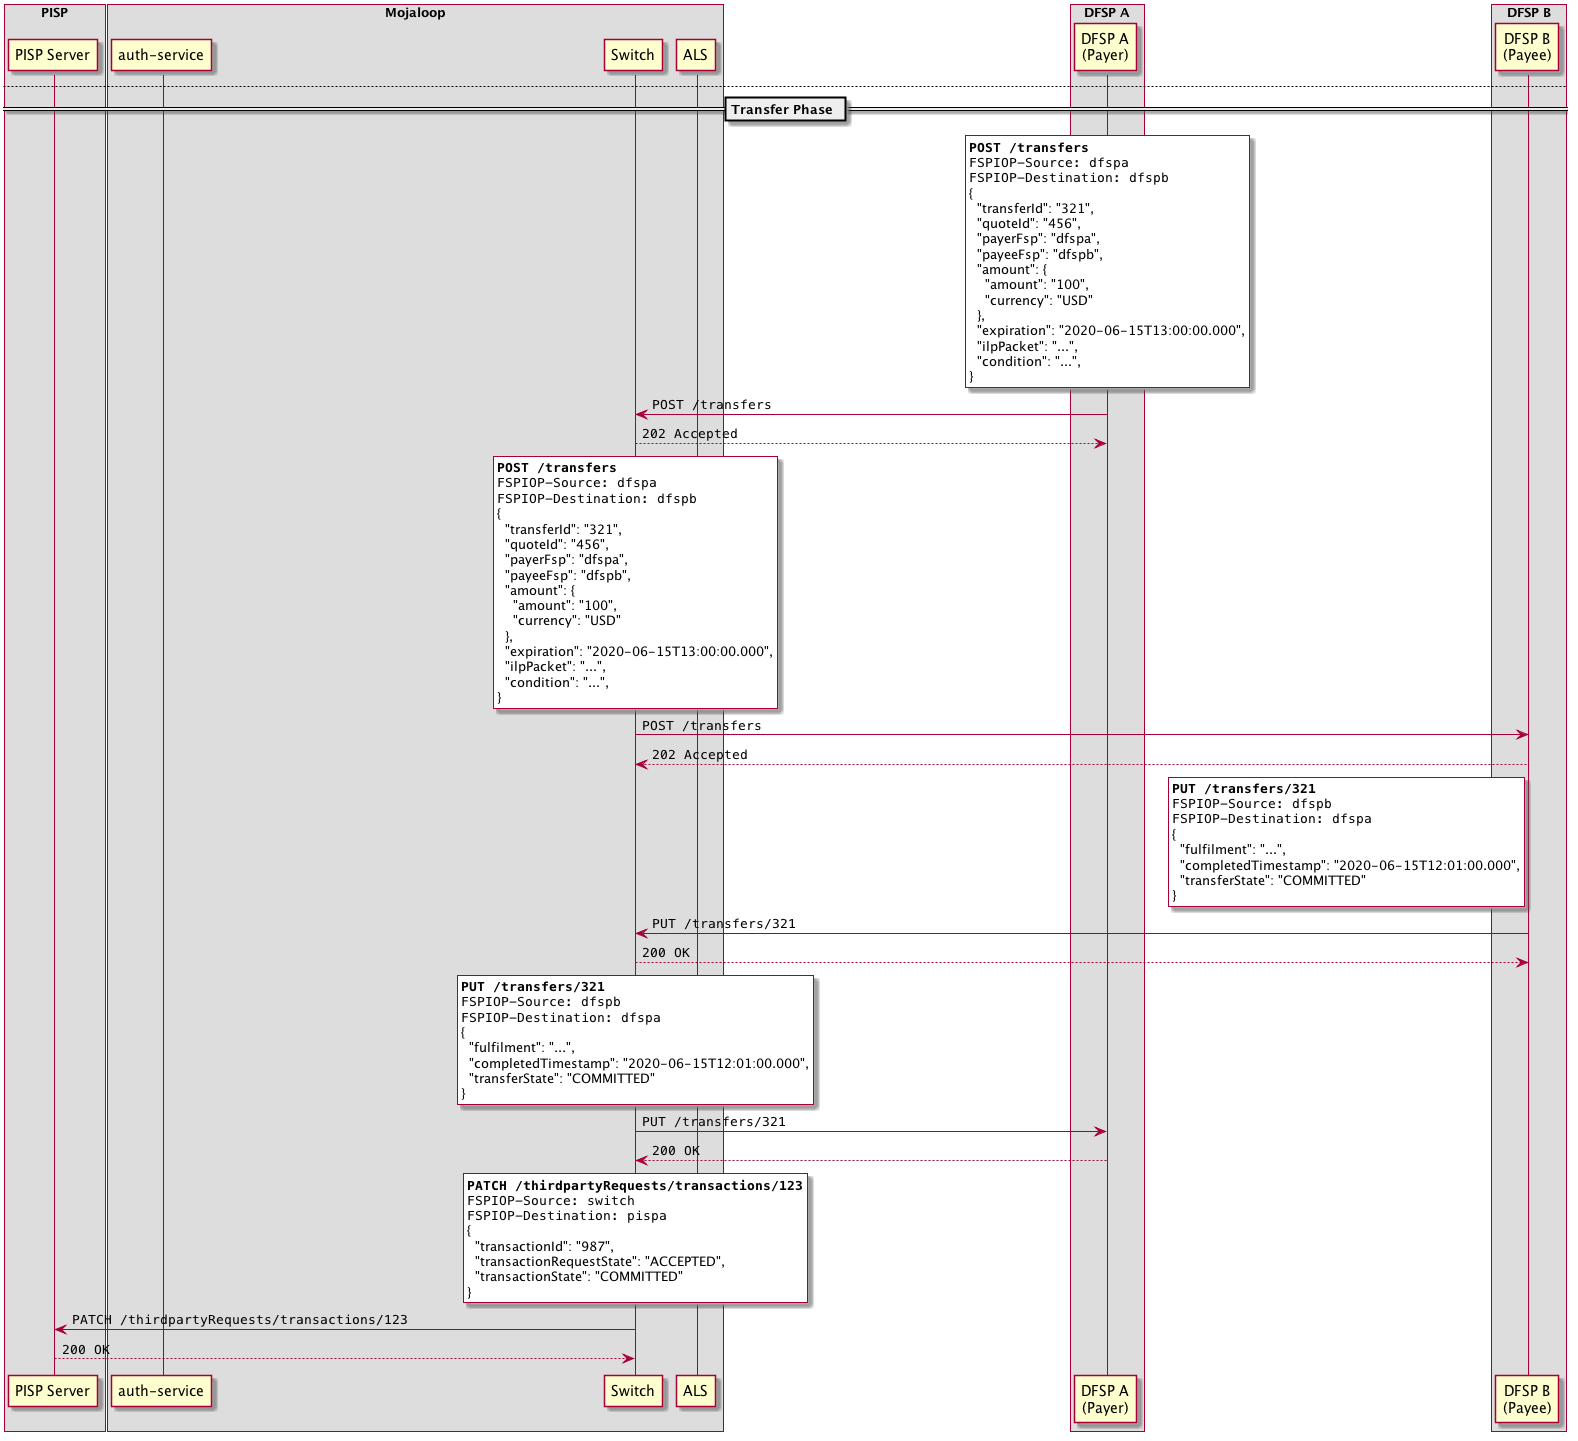 PISP
Mojaloop
DFSP A
DFSP B
PISP Server
auth-service
Switch
ALS
DFSP A
(Payer)
DFSP B
(Payee)
Transfer Phase
POST /transfers
FSPIOP-Source: dfspa
FSPIOP-Destination: dfspb
{
"transferId": "321",
"quoteId": "456",
"payerFsp": "dfspa",
"payeeFsp": "dfspb",
"amount": {
"amount": "100",
"currency": "USD"
},
"expiration": "2020-06-15T13:00:00.000",
"ilpPacket": "...",
"condition": "...",
}
POST /transfers
202 Accepted
POST /transfers
FSPIOP-Source: dfspa
FSPIOP-Destination: dfspb
{
"transferId": "321",
"quoteId": "456",
"payerFsp": "dfspa",
"payeeFsp": "dfspb",
"amount": {
"amount": "100",
"currency": "USD"
},
"expiration": "2020-06-15T13:00:00.000",
"ilpPacket": "...",
"condition": "...",
}
POST /transfers
202 Accepted
PUT /transfers/321
FSPIOP-Source: dfspb
FSPIOP-Destination: dfspa
{
"fulfilment": "...",
"completedTimestamp": "2020-06-15T12:01:00.000",
"transferState": "COMMITTED"
}
PUT /transfers/321
200 OK
PUT /transfers/321
FSPIOP-Source: dfspb
FSPIOP-Destination: dfspa
{
"fulfilment": "...",
"completedTimestamp": "2020-06-15T12:01:00.000",
"transferState": "COMMITTED"
}
PUT /transfers/321
200 OK
PATCH /thirdpartyRequests/transactions/123
FSPIOP-Source: switch
FSPIOP-Destination: pispa
{
"transactionId": "987",
"transactionRequestState": "ACCEPTED",
"transactionState": "COMMITTED"
}
PATCH /thirdpartyRequests/transactions/123
200 OK
PISP Server
auth-service
Switch
ALS
DFSP A
(Payer)
DFSP B
(Payee)